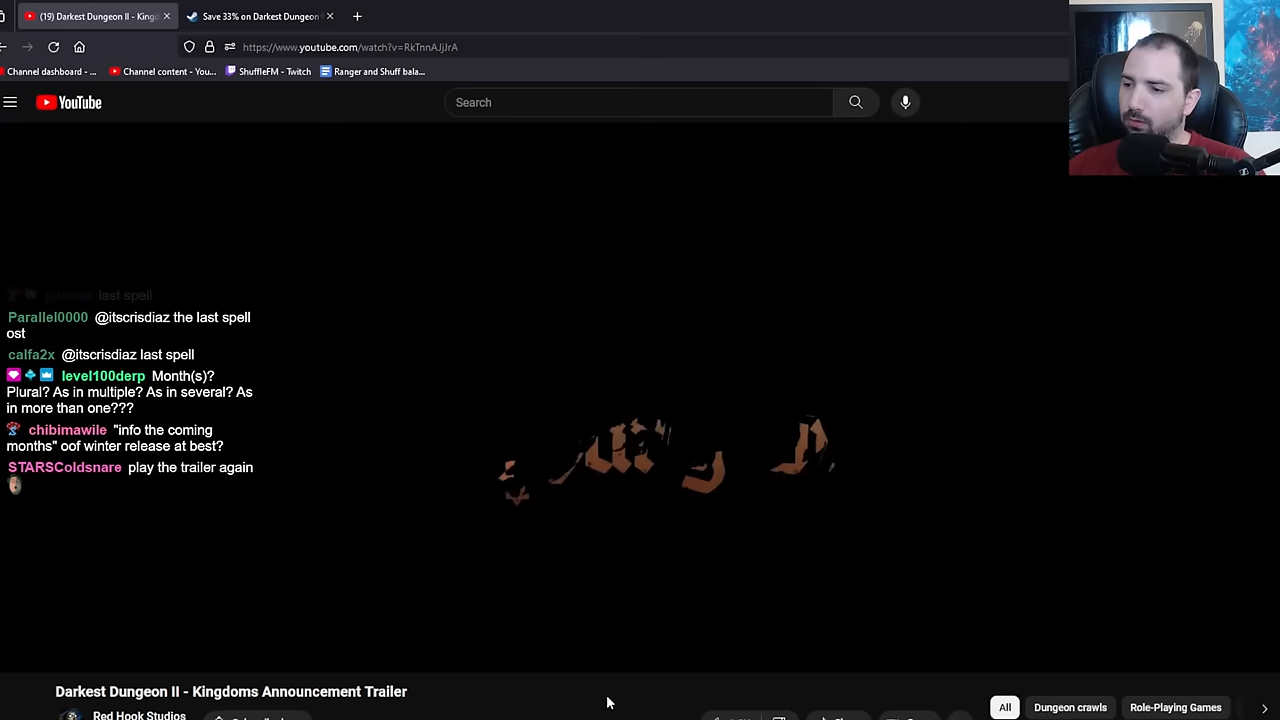 (19) Darkest Dungeon II - King
Save 33% on Darkest Dungeon
https://www.youtube.com/watch?v=RkTnnAJjJrA
Channel dashboard - ...
Channel content - You...
ShuffleFM - Twitch
Ranger and Shuff bala...
YouTube
Search
last spell
Parallel0000 @itscrisdiaz the last spell
ost
calfa2x @itscrisdiaz last spell
level100derp Month(s)?
Plural? As in multiple? As in several? As
in more than one???
chibimawile "info the coming
months" oof winter release at best?
STARSColdsnare play the trailer again
Darkest Dungeon II - Kingdoms Announcement Trailer
Red Hook Studios
All
Dungeon crawls
Role-Playing Games